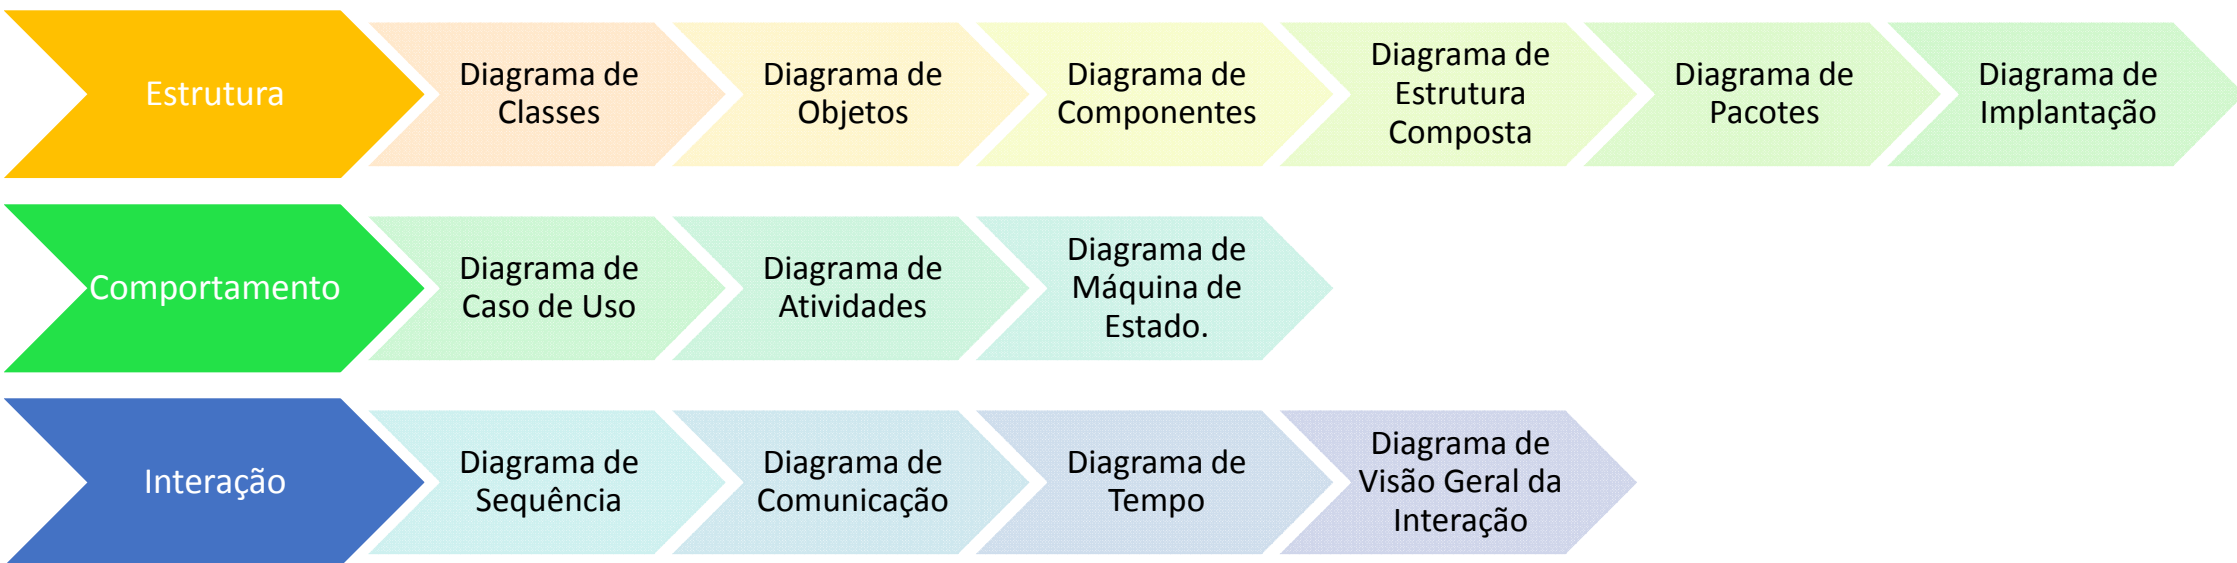 Estrutura
Diagrama de
Classes
Diagrama de
Objetos
Diagrama de
Componentes
Diagrama de
Estrutura
Composta
Diagrama de
Pacotes
Diagrama de
Implantação
Comportamento
Diagrama de
Caso de Uso
Diagrama de
Atividades
Diagrama de
Máquina de
Estado.
Interação
Diagrama de
Sequência
Diagrama de
Comunicação
Diagrama de
Tempo
Diagrama de
Visão Geral da
Interação